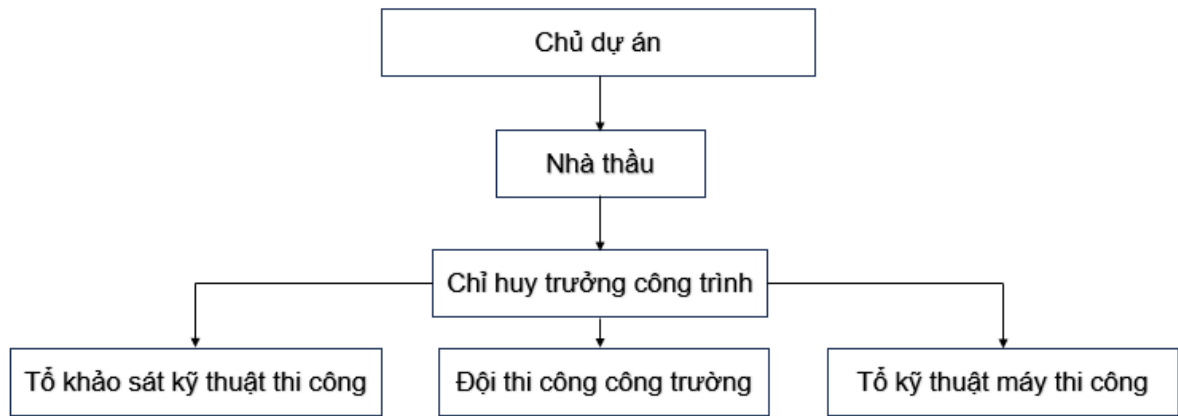 Chủ dự án
Nhà thầu
Chỉ huy trưởng công trình
Tổ khảo sát kỹ thuật thi công
Đội thi công công trường
Tổ kỹ thuật máy thi công